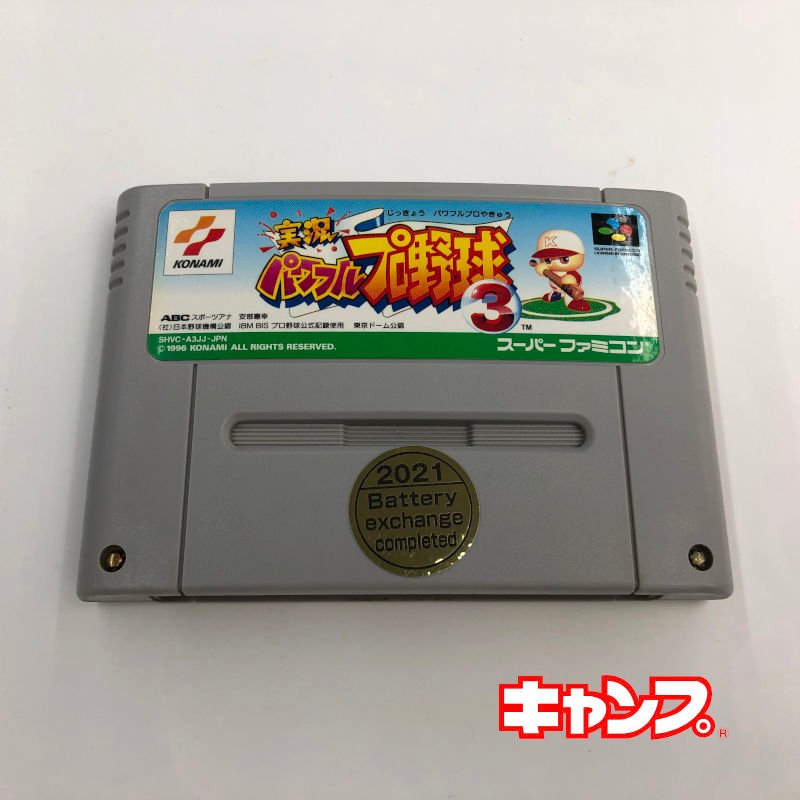 じっきょう パワフルプロやきゅう
実況
パワフル
プロ野球
3
TM
K
KONAMI
ABC スポーツアナ 安部憲幸
(社)日本野球機構公認 IBM BIS プロ野球公式記録使用 東京ドーム公認
SHVC-A3JJ-JPN
©1996 KONAMI ALL RIGHTS RESERVED.
スーパーファミコン
2021
Battery
exchange
completed
キャンプ。®